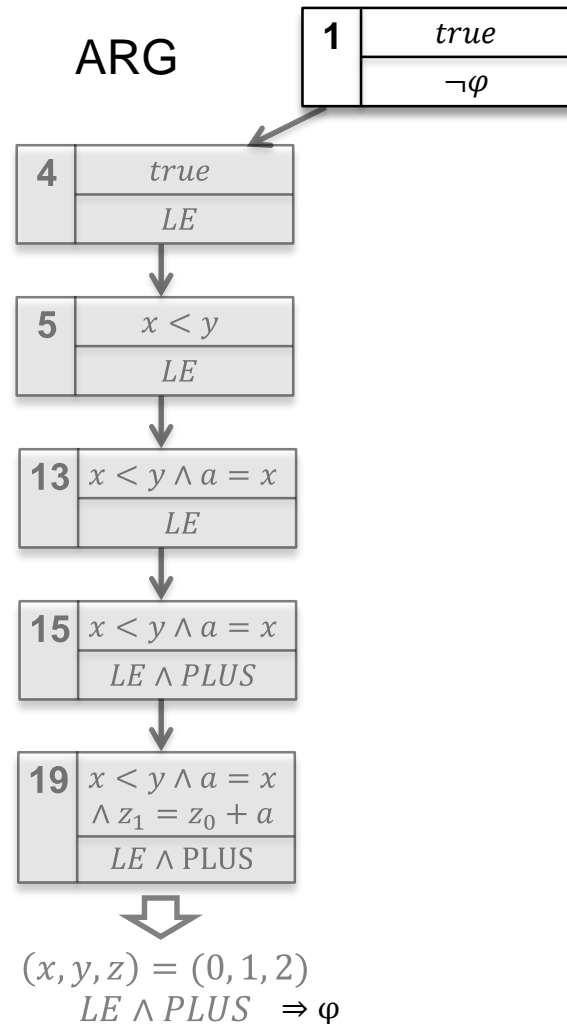 ARG
1
true
¬φ
4
true
LE
5
x < y
LE
13
x < y ∧ a = x
LE
15
x < y ∧ a = x
LE ∧ PLUS
19
x < y ∧ a = x
∧ z₁ = z₀ + a
LE ∧ PLUS
(x, y, z) = (0, 1, 2)
LE ∧ PLUS ⇒ φ